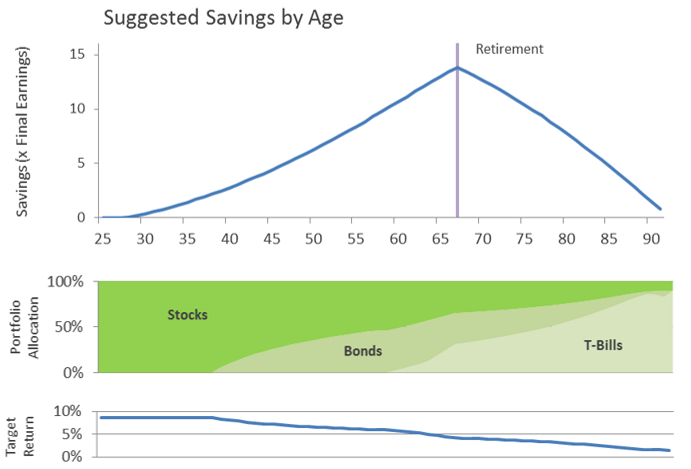 Suggested Savings by Age
Savings (x Final Earnings)
15
10
5
0
Retirement
25 30 35 40 45 50 55 60 65 70 75 80 85 90
Portfolio
Allocation
100%
50%
0%
Stocks
Bonds
T-Bills
Target
Return
10%
5%
0%